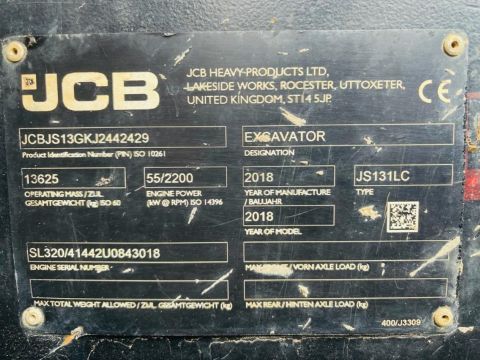 JCB
JCB HEAVY PRODUCTS LTD,
LAKESIDE WORKS, ROCESTER, UTTOXETER,
UNITED KINGDOM, ST14 5JP.
CE
JCBJS13GKJ2442429
Product Identification Number (PIN) ISO 10261
EXCAVATOR
DESIGNATION
13625
OPERATING MASS / ZUL.
GESAMTGEWICHT (kg) ISO 60
55/2200
ENGINE POWER
(kW @ RPM) ISO 14396
2018
YEAR OF MANUFACTURE
/ BAUJAHR
JS131LC
TYPE
2018
YEAR OF MODEL
SL320/41442U0843018
ENGINE SERIAL NUMBER
MAX FRONT / VORN AXLE LOAD (kg)
MAX TOTAL WEIGHT ALLOWED / ZUL. GESAMTGEWICHT (kg)
MAX REAR / HINTEN AXLE LOAD (kg)
400/J3309